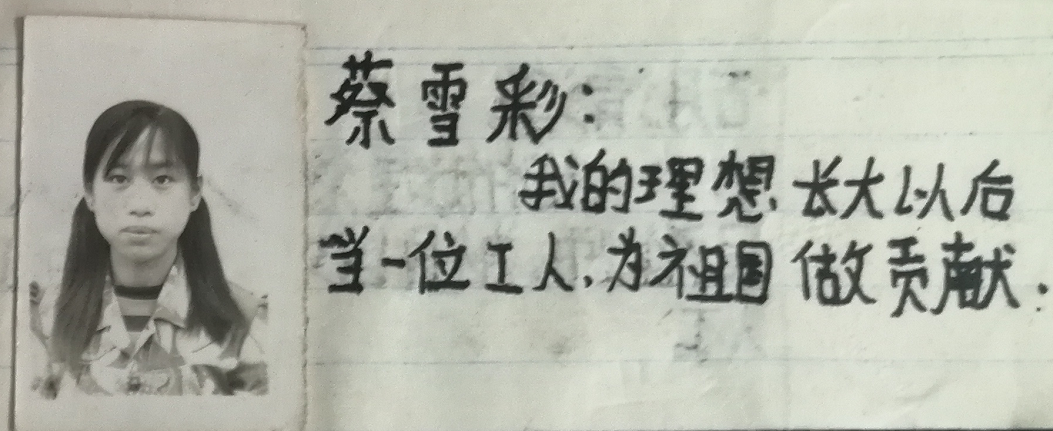 蔡雪彩：
我的理想长大以后
当一位工人，为祖国做贡献.